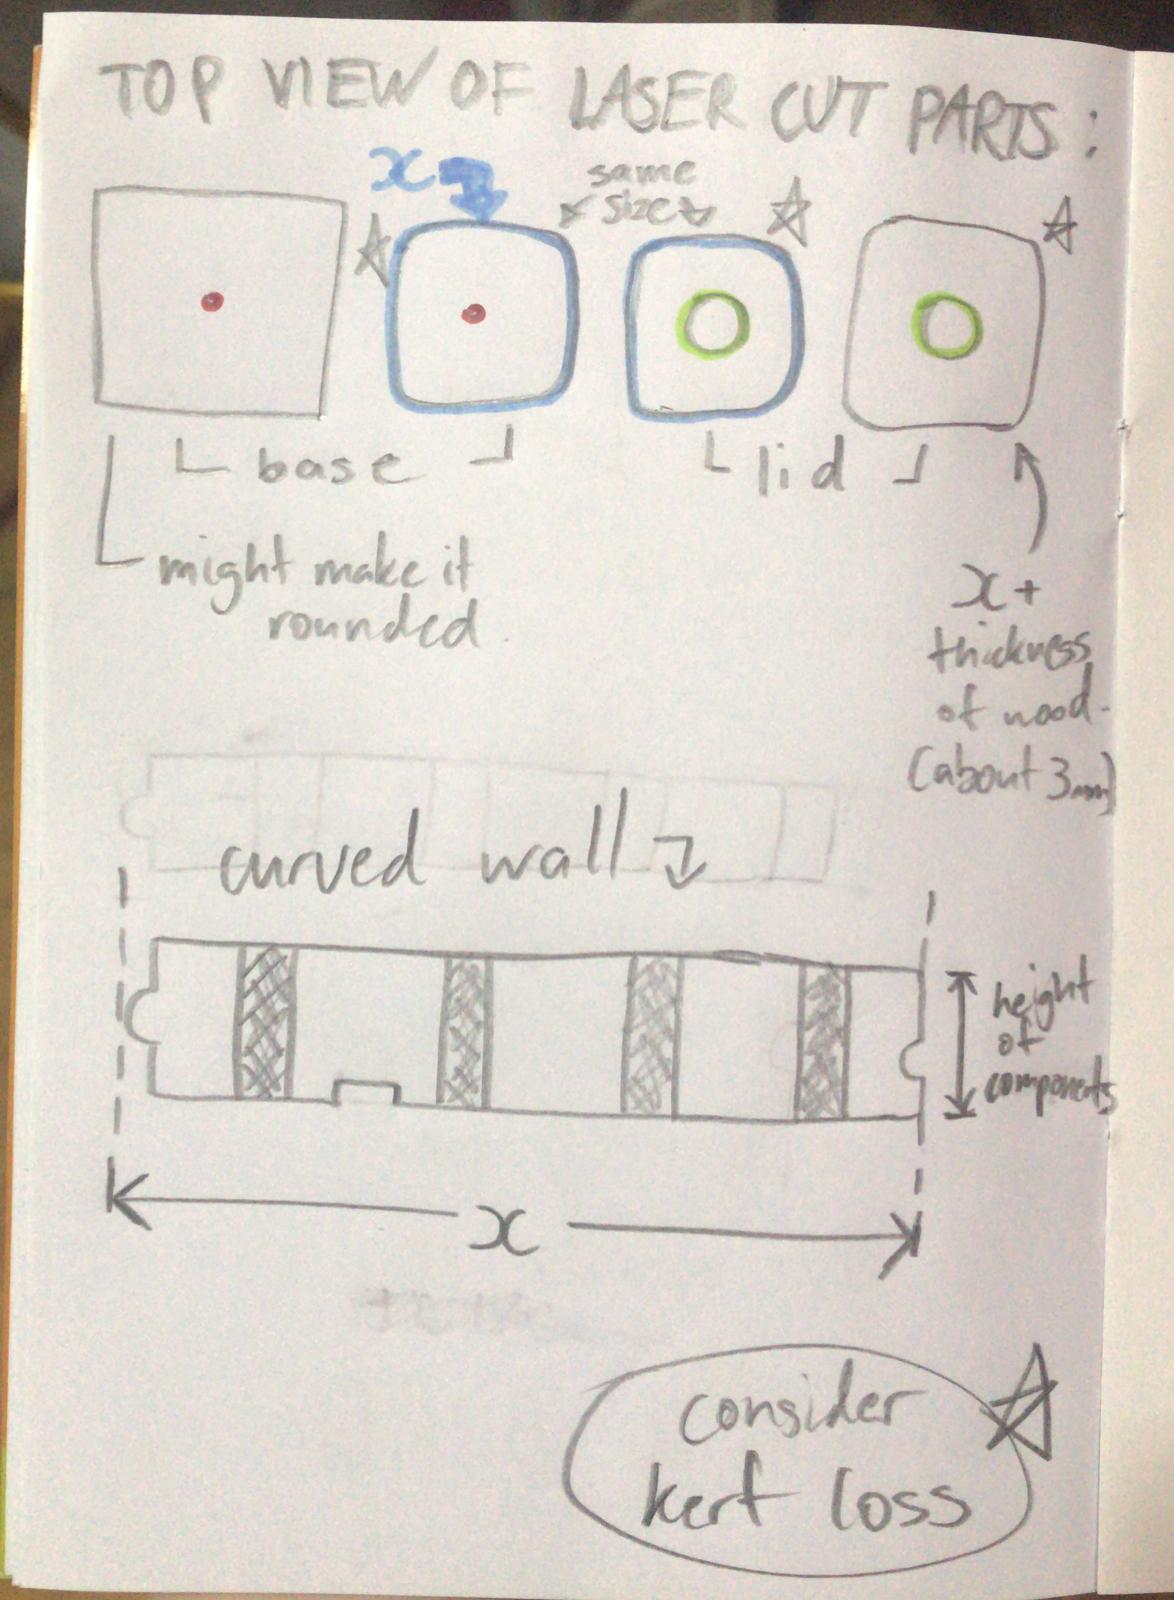 TOP VIEW OF LASER CUT PARTS:
x
same
size
base
lid
might make it
rounded.
x +
thickness
of wood.
(about 3mm)
curved wall
height
of
components
x
consider
kerf loss